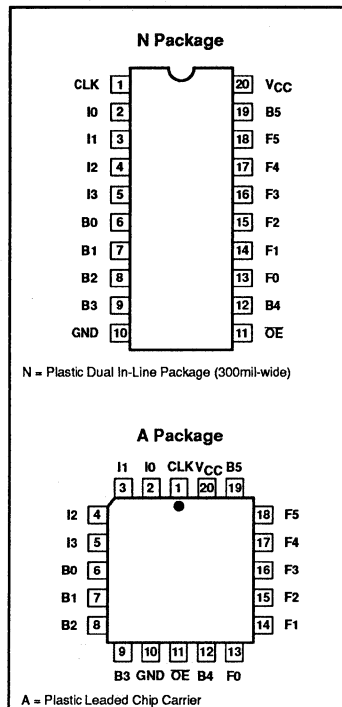 N Package
CLK 1 20 VCC
I0 2 19 B5
I1 3 18 F5
I2 4 17 F4
I3 5 16 F3
B0 6 15 F2
B1 7 14 F1
B2 8 13 F0
B3 9 12 B4
GND 10 11 O̅E̅
N = Plastic Dual In-Line Package (300mil-wide)
A Package
I1 I0 CLK VCC B5
3 2 1 20 19
I2 4 18 F5
I3 5 17 F4
B0 6 16 F3
B1 7 15 F2
B2 8 14 F1
9 10 11 12 13
B3 GND O̅E̅ B4 F0
A = Plastic Leaded Chip Carrier